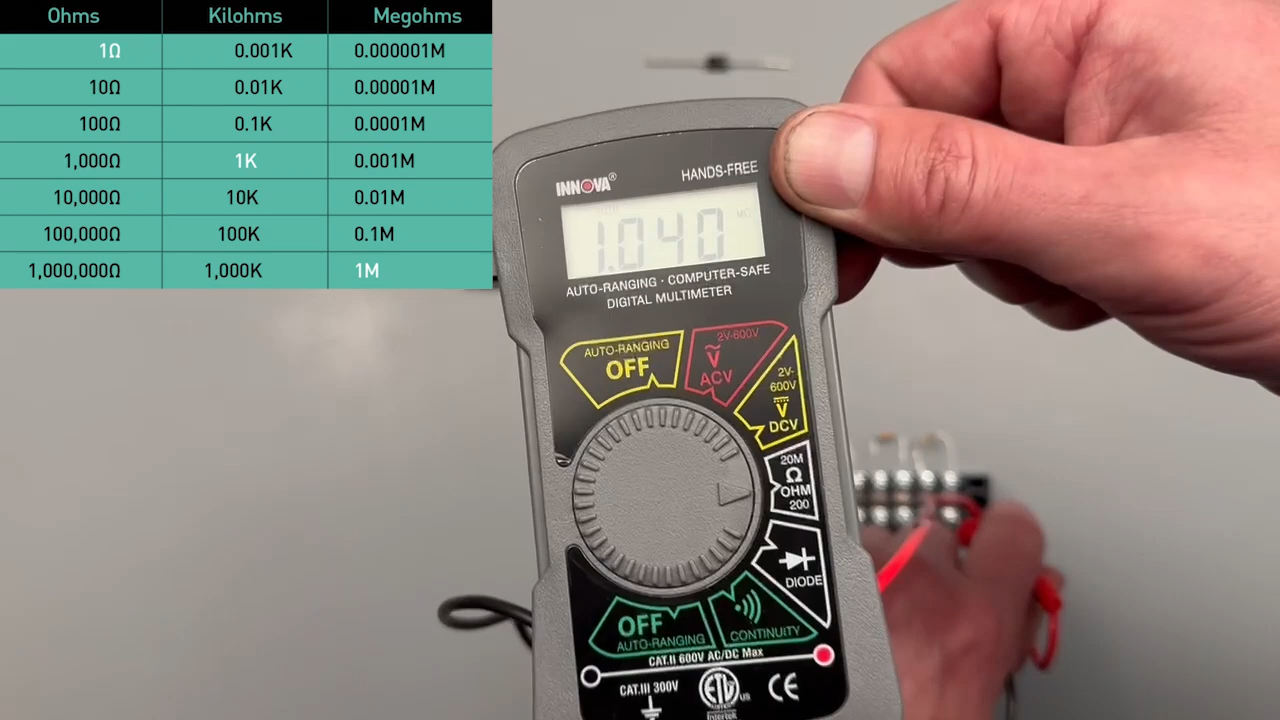 Ohms Kilohms Megohms
1Ω 0.001K 0.000001M
10Ω 0.01K 0.00001M
100Ω 0.1K 0.0001M
1,000Ω 1K 0.001M
10,000Ω 10K 0.01M
100,000Ω 100K 0.1M
1,000,000Ω 1,000K 1M
INNOVA® HANDS-FREE
1.040
AUTO-RANGING · COMPUTER-SAFE
DIGITAL MULTIMETER
AUTO-RANGING
OFF
2V-600V
V
ACV
2V-
600V
V
DCV
20M
Ω
OHM
200
DIODE
OFF
AUTO-RANGING
CONTINUITY
CAT.II 600V AC/DC Max
CAT.III 300V
ETL
US
Intertek
CE